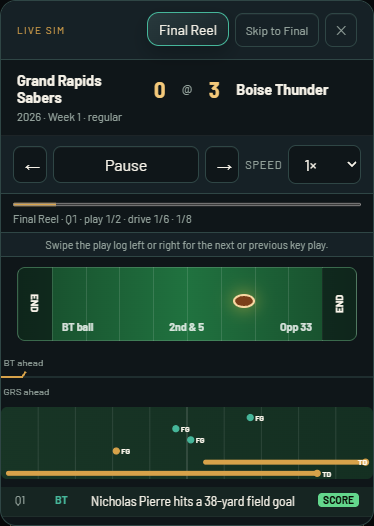 LIVE SIM
Final Reel
Skip to Final
×
Grand Rapids
Sabers
0 @ 3
Boise Thunder
2026 · Week 1 · regular
←
Pause
→
SPEED
1×
Final Reel · Q1 · play 1/2 · drive 1/6 · 1/8
Swipe the play log left or right for the next or previous key play.
END
END
BT ball
2nd & 5
Opp 33
BT ahead
GRS ahead
FG
FG
FG
FG
TD
TD
Q1 BT Nicholas Pierre hits a 38-yard field goal SCORE